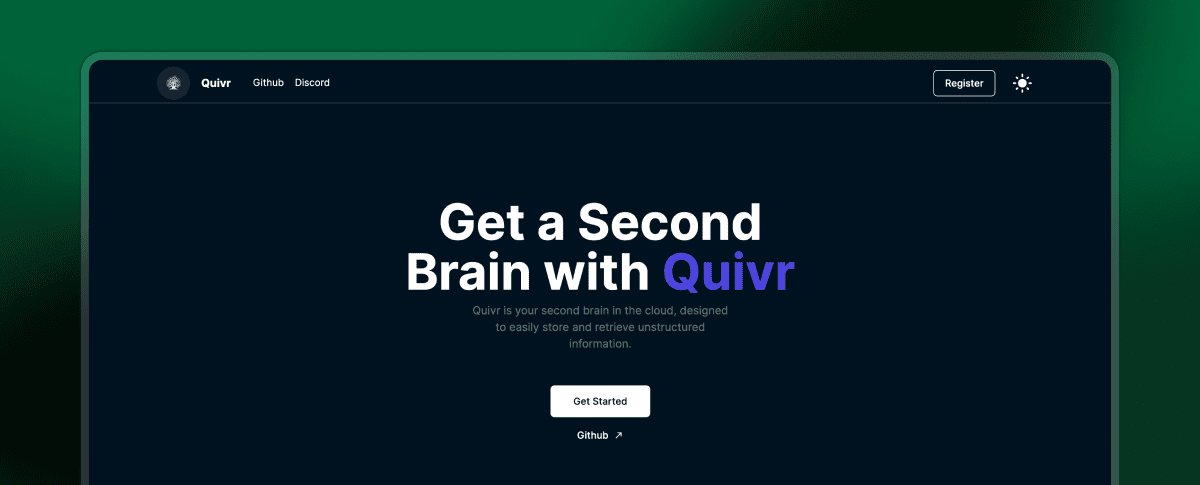 Quivr Github Discord Register
Get a Second
Brain with Quivr
Quivr is your second brain in the cloud, designed
to easily store and retrieve unstructured
information.
Get Started
Github